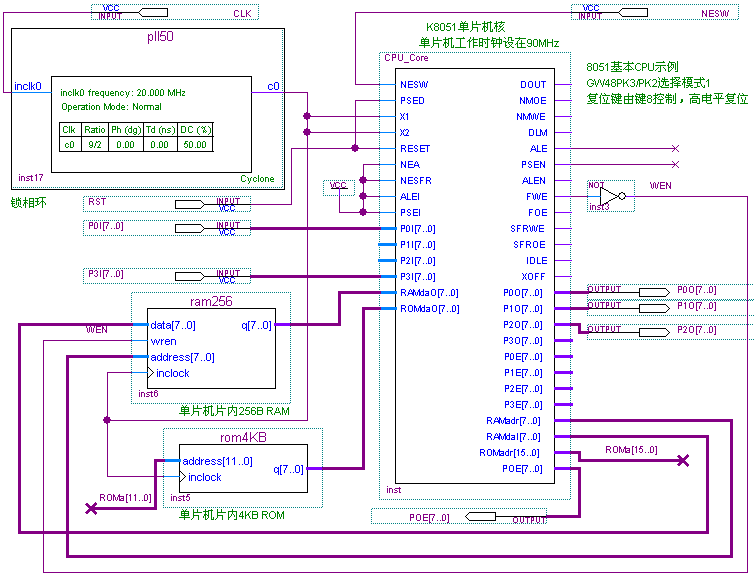 VCC
INPUT
CLK
pll50
inclk0
c0
inclk0 frequency: 20.000 MHz
Operation Mode: Normal
Clk Ratio Ph (dg) Td (ns) DC (%)
c0 9/2 0.00 0.00 50.00
inst17
Cyclone
锁相环
RST
INPUT
VCC
P0I[7..0]
INPUT
VCC
P3I[7..0]
INPUT
VCC
VCC
K8051单片机核
单片机工作时钟设在90MHz
VCC
INPUT
NESW
8051基本CPU示例
GW48PK3/PK2选择模式1
复位键由键8控制，高电平复位
CPU_Core
NESW
PSED
X1
X2
RESET
NEA
NESFR
ALEI
PSEI
P0I[7..0]
P1I[7..0]
P2I[7..0]
P3I[7..0]
RAMdaO[7..0]
ROMdaO[7..0]
DOUT
NMOE
NMWE
DLM
ALE
PSEN
ALEN
FWE
FOE
SFRWE
SFROE
IDLE
XOFF
P0O[7..0]
P1O[7..0]
P2O[7..0]
P3O[7..0]
P0E[7..0]
P1E[7..0]
P2E[7..0]
P3E[7..0]
RAMadr[7..0]
RAMdaI[7..0]
ROMadr[15..0]
POE[7..0]
inst
NOT
inst3
WEN
OUTPUT
P0O[7..0]
OUTPUT
P1O[7..0]
OUTPUT
P2O[7..0]
ROMa[15..0]
ram256
data[7..0]
wren
address[7..0]
inclock
q[7..0]
inst6
WEN
单片机片内256B RAM
rom4KB
address[11..0]
inclock
q[7..0]
inst5
ROMa[11..0]
单片机片内4KB ROM
POE[7..0]
OUTPUT